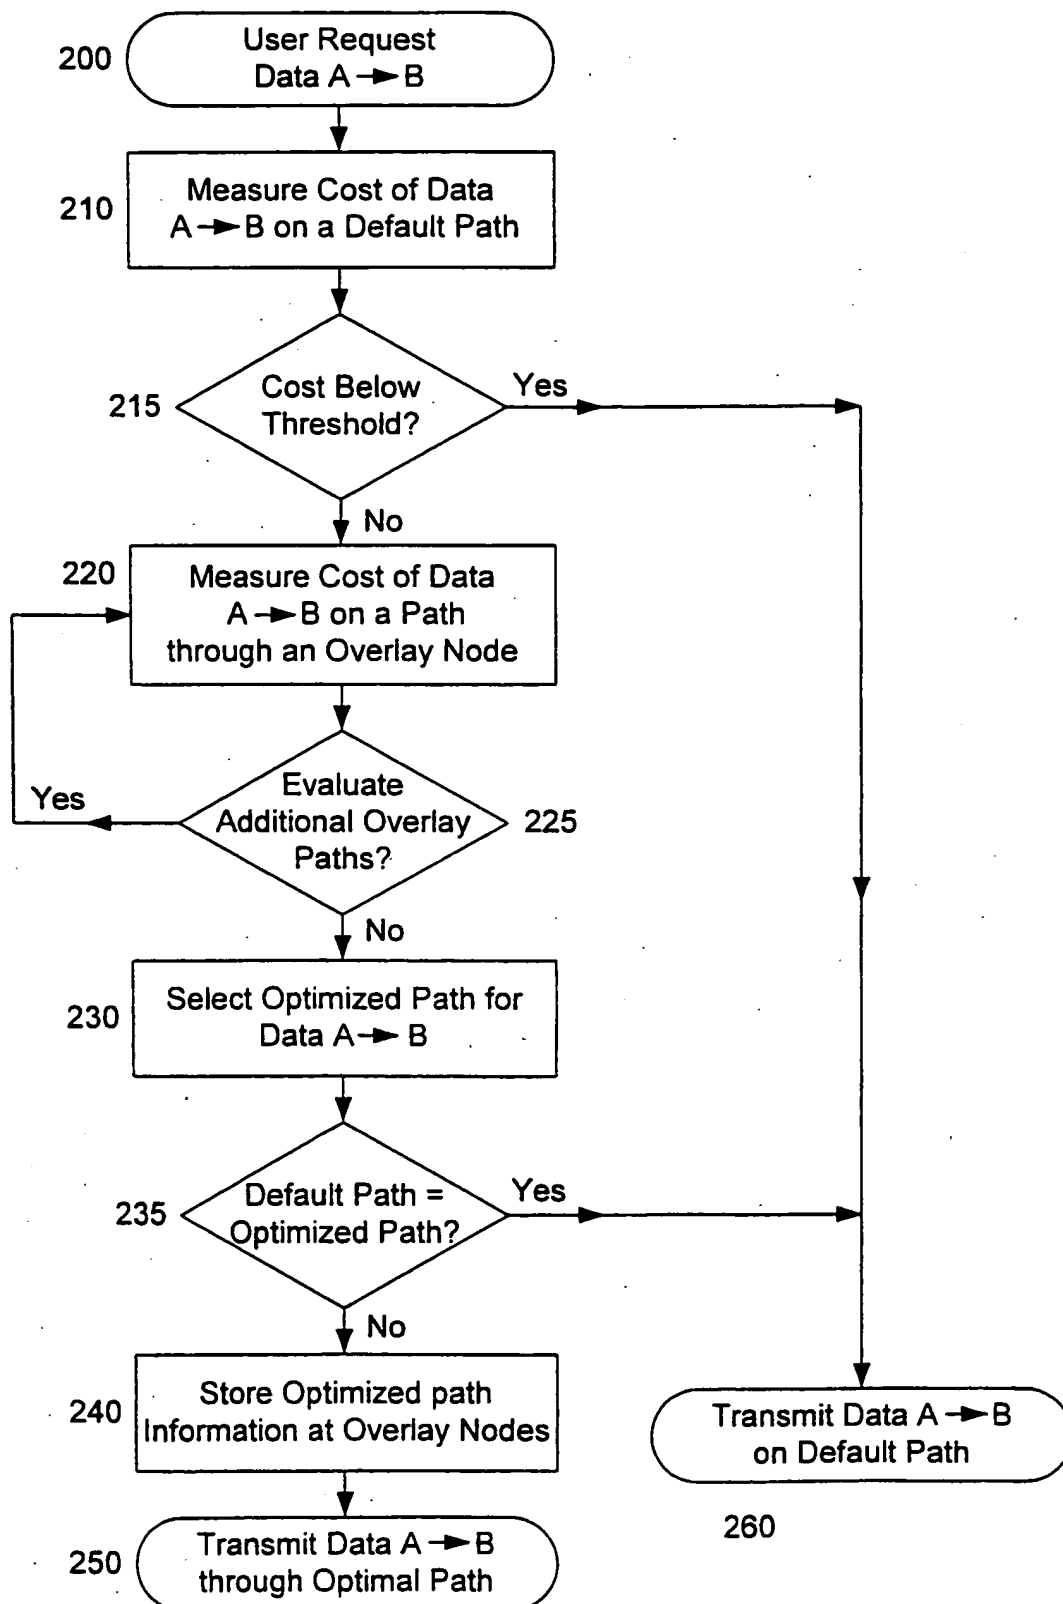 200
User Request
Data A → B
210
Measure Cost of Data
A → B on a Default Path
215
Cost Below
Threshold?
Yes
No
220
Measure Cost of Data
A → B on a Path
through an Overlay Node
Yes
Evaluate
Additional Overlay
Paths?
225
No
230
Select Optimized Path for
Data A → B
235
Default Path =
Optimized Path?
Yes
No
240
Store Optimized path
Information at Overlay Nodes
Transmit Data A → B
on Default Path
260
250
Transmit Data A → B
through Optimal Path